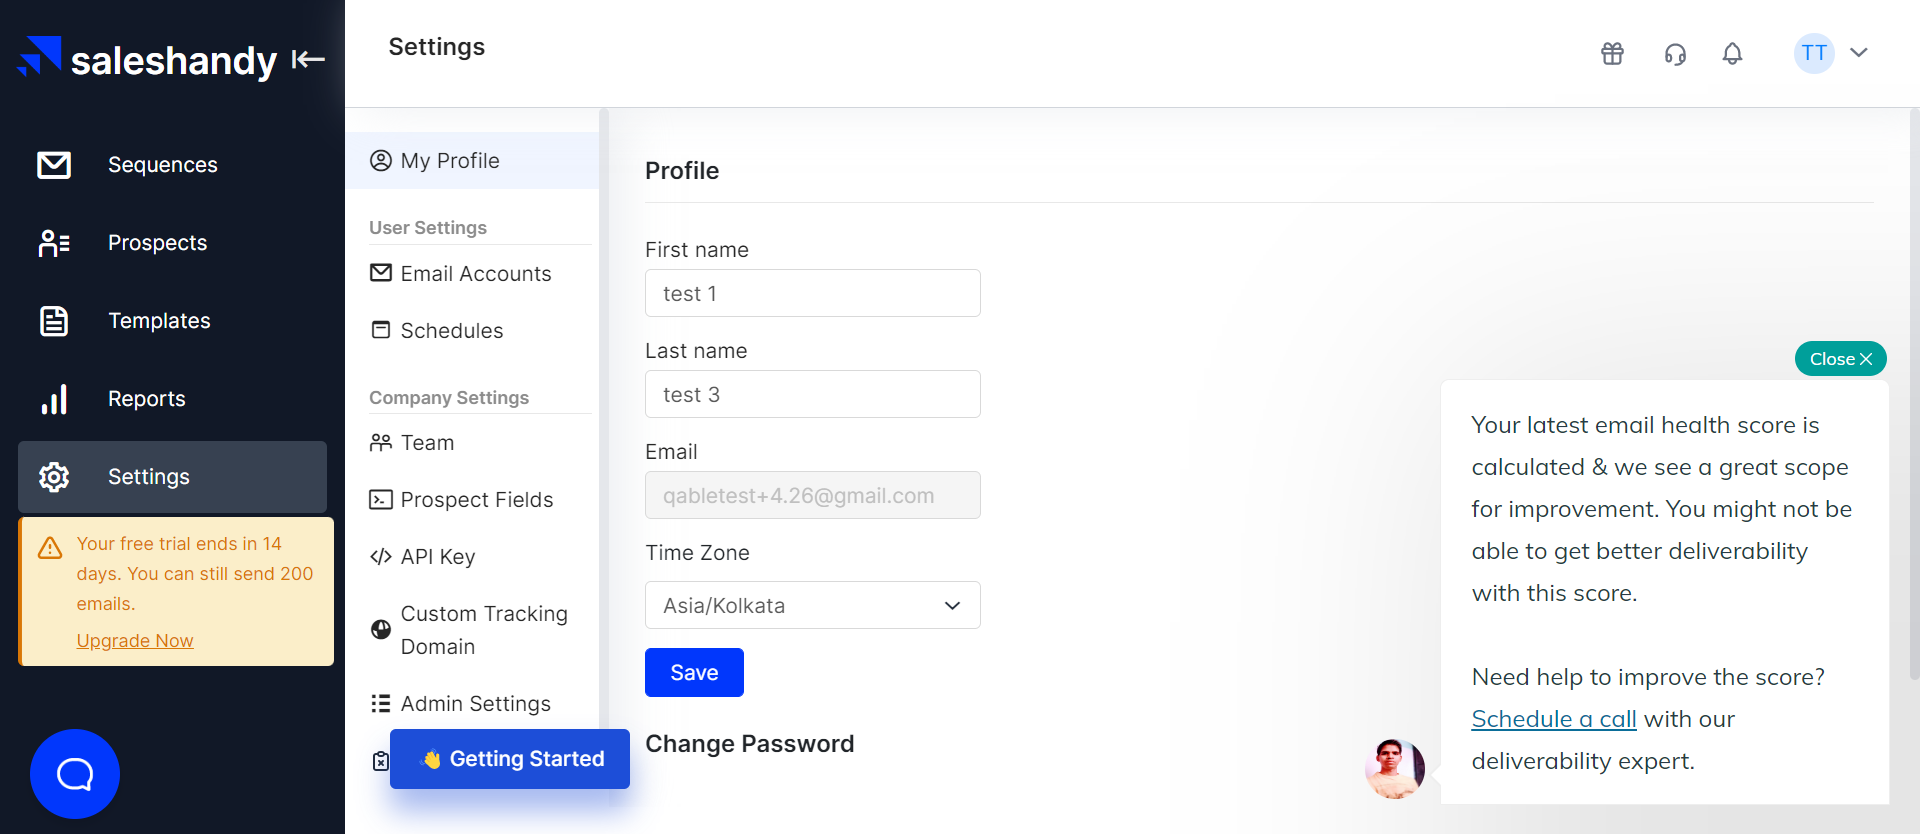 saleshandy
Sequences
Prospects
Templates
Reports
Settings
Your free trial ends in 14
days. You can still send 200
emails.
Upgrade Now
Settings
TT
My Profile
User Settings
Email Accounts
Schedules
Company Settings
Team
Prospect Fields
API Key
Custom Tracking
Domain
Admin Settings
👋 Getting Started
Profile
First name
test 1
Last name
test 3
Email
qabletest+4.26@gmail.com
Time Zone
Asia/Kolkata
Save
Change Password
Close
Your latest email health score is
calculated & we see a great scope
for improvement. You might not be
able to get better deliverability
with this score.
Need help to improve the score?
Schedule a call with our
deliverability expert.